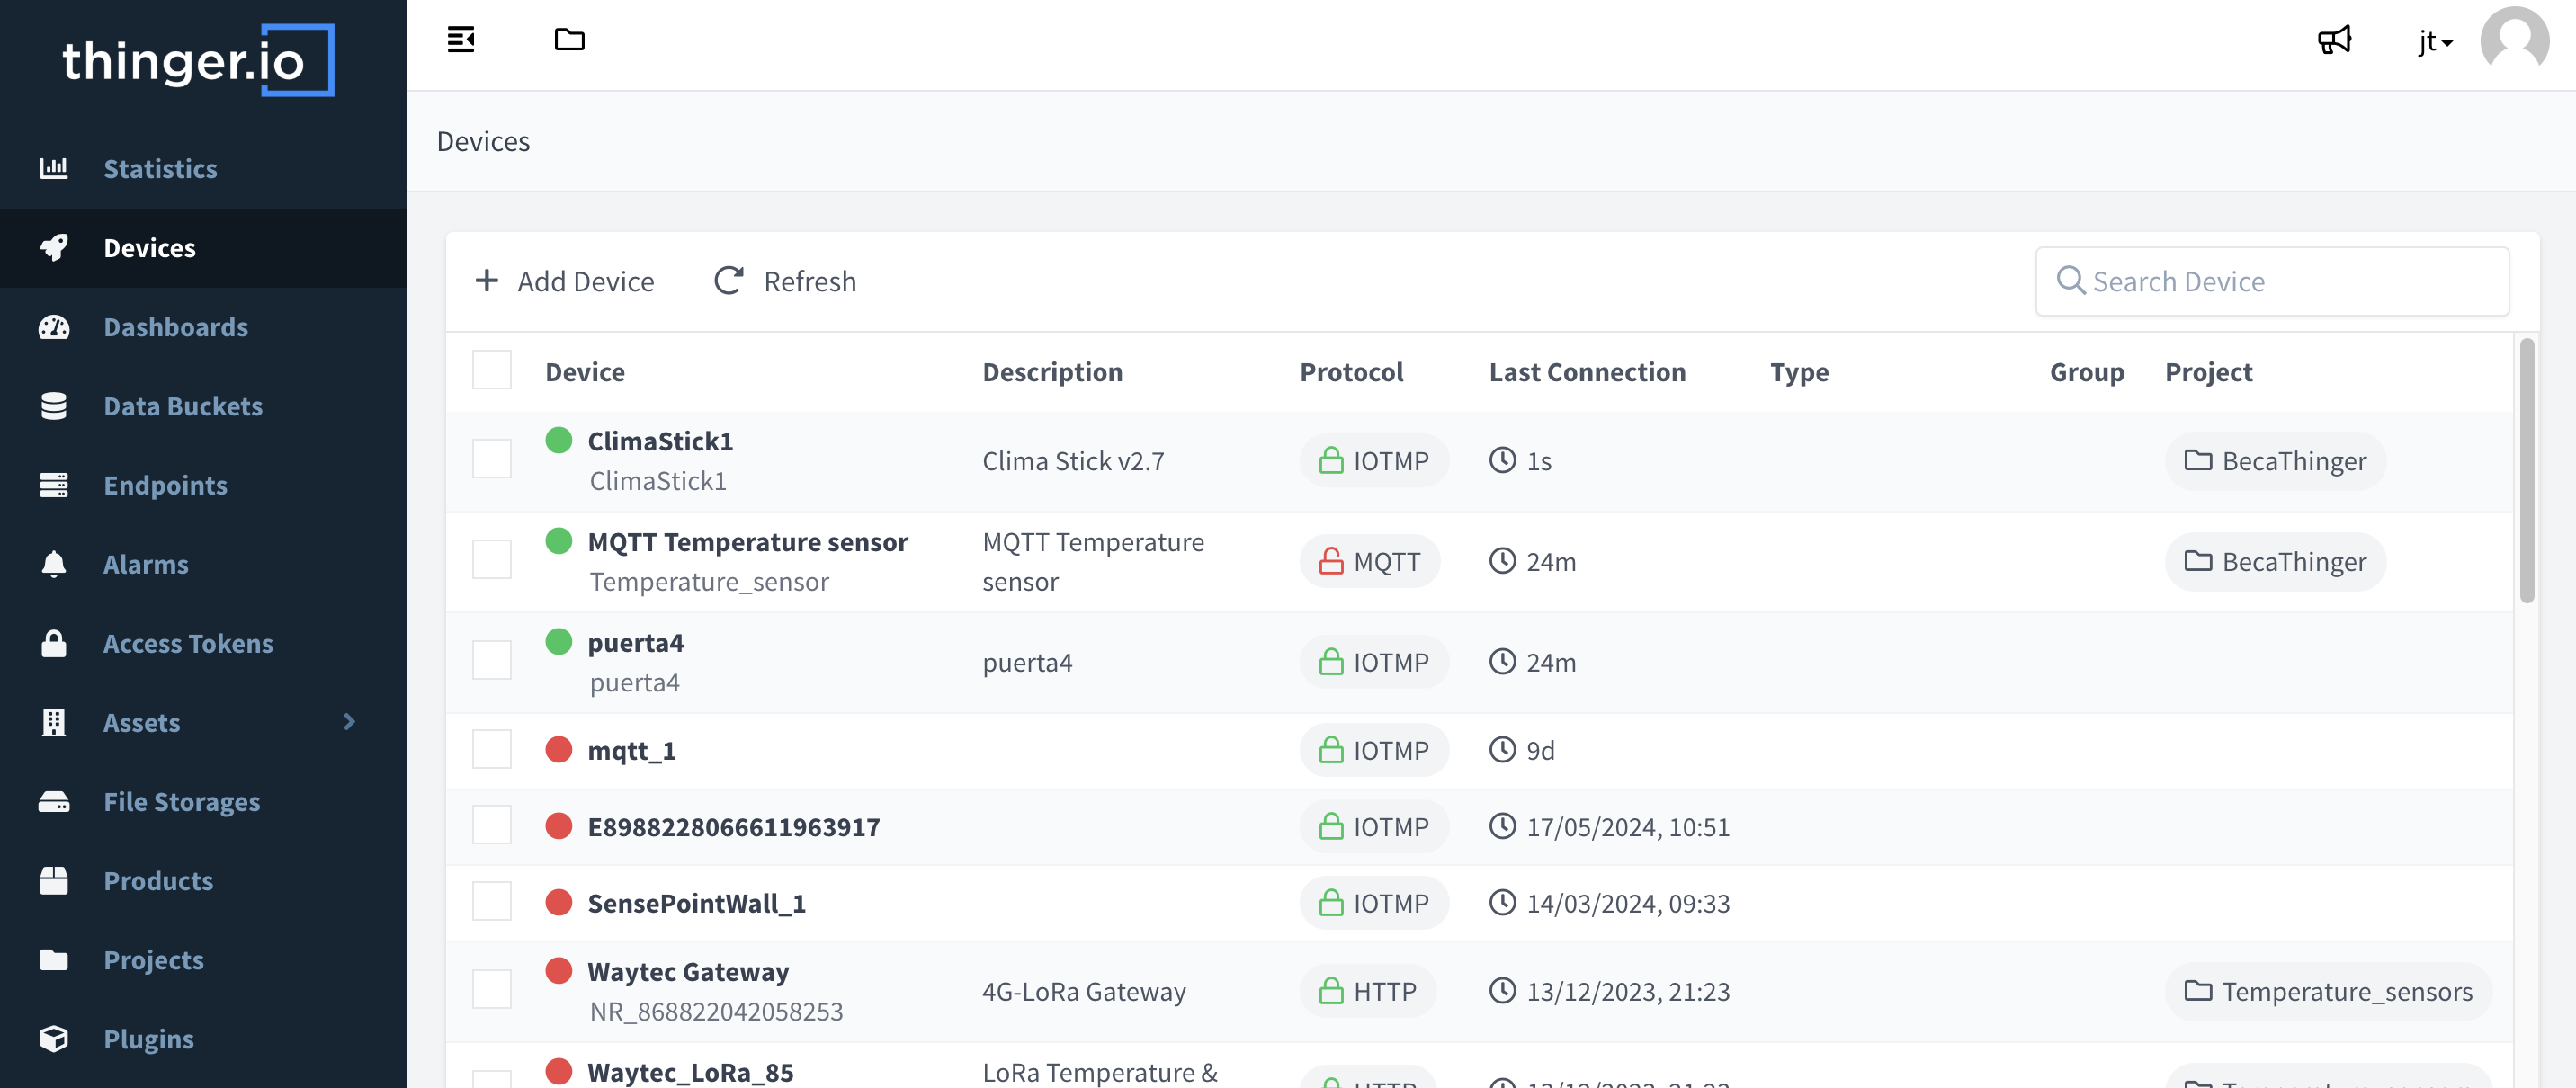 thinger.io
jt
Statistics
Devices
Dashboards
Data Buckets
Endpoints
Alarms
Access Tokens
Assets
File Storages
Products
Projects
Plugins
Devices
Add Device
Refresh
Search Device
Device Description Protocol Last Connection Type Group Project
ClimaStick1
ClimaStick1
Clima Stick v2.7
IOTMP
1s
BecaThinger
MQTT Temperature sensor
Temperature_sensor
MQTT Temperature
sensor
MQTT
24m
BecaThinger
puerta4
puerta4
puerta4
IOTMP
24m
mqtt_1
IOTMP
9d
E8988228066611963917
IOTMP
17/05/2024, 10:51
SensePointWall_1
IOTMP
14/03/2024, 09:33
Waytec Gateway
NR_868822042058253
4G-LoRa Gateway
HTTP
13/12/2023, 21:23
Temperature_sensors
Waytec_LoRa_85
LoRa Temperature &
HTTP